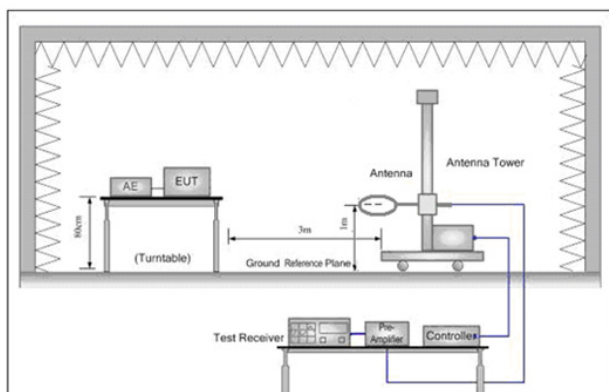 AE
EUT
80cm
(Turntable)
Antenna
Antenna Tower
1m
3m
Ground Reference Plane
Test Receiver
Pre-
Amplifier
Controller